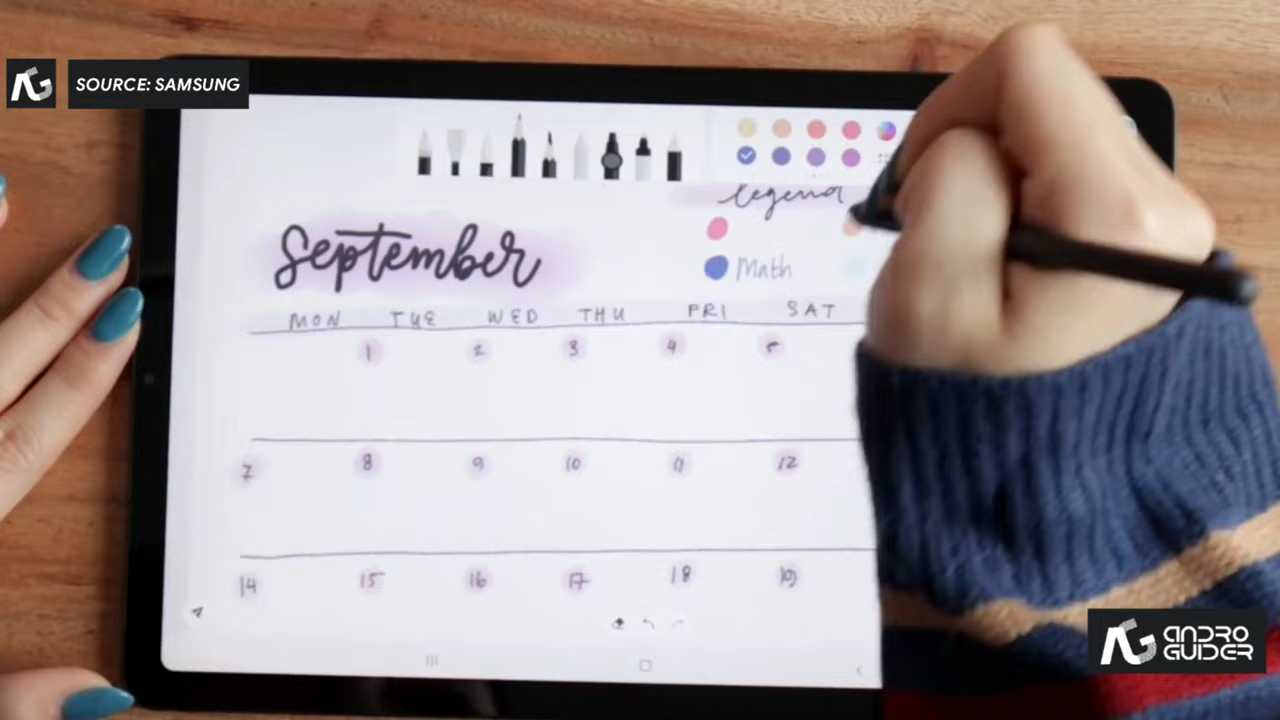 SOURCE: SAMSUNG
legend
September
Math
MON TUE WED THU FRI SAT
1 2 3 4 5
7 8 9 10 11 12
14 15 16 17 18 19
ANDRO
GUIDER